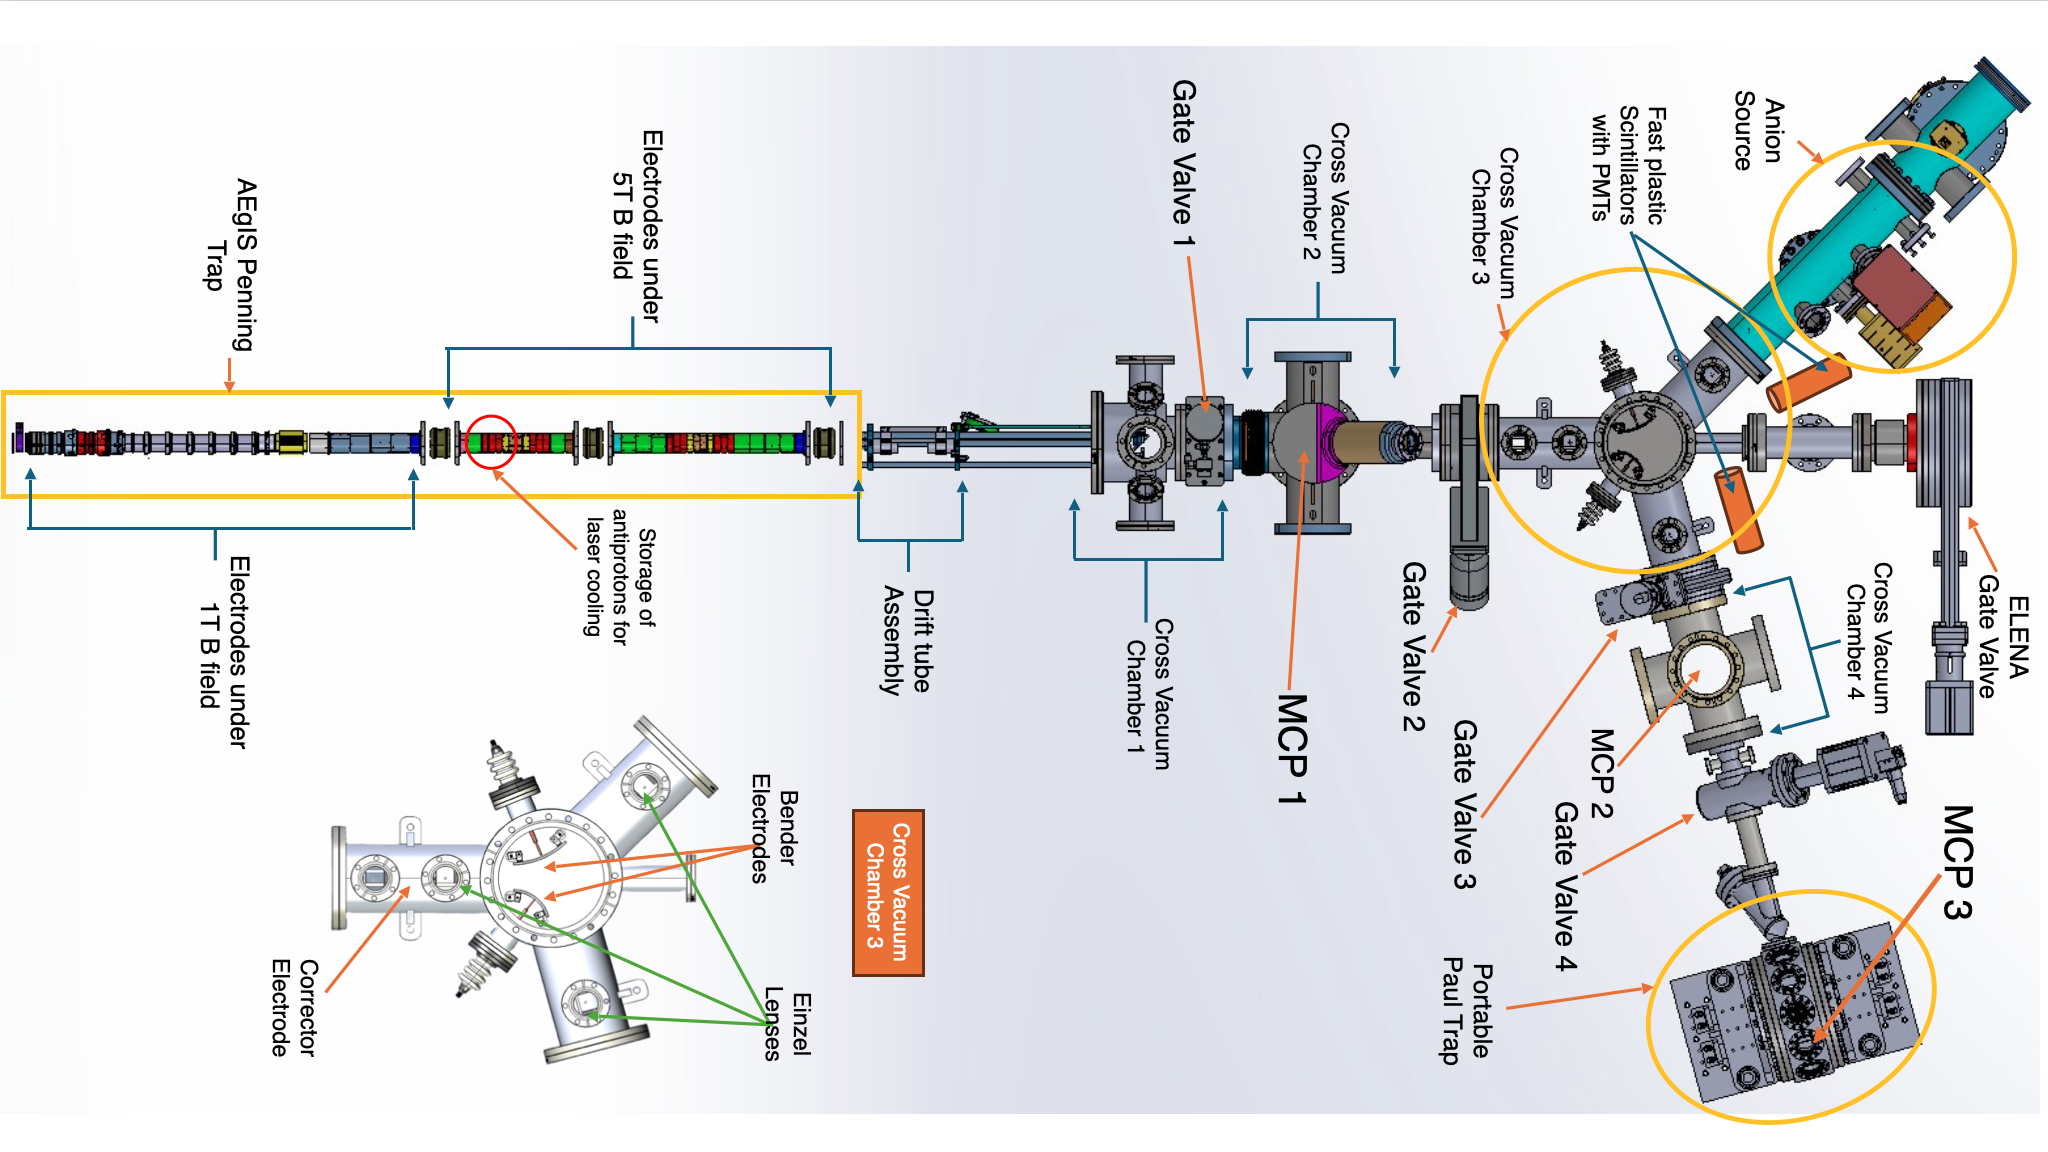 Anion
Source
Fast plastic
Scintillators
with PMTs
Cross Vacuum
Chamber 3
Cross Vacuum
Chamber 2
Gate Valve 1
Electrodes under
5T B field
AEgIS Penning
Trap
ELENA
Gate Valve
Cross Vacuum
Chamber 4
MCP 3
MCP 2
Gate Valve 4
Gate Valve 3
Gate Valve 2
MCP 1
Cross Vacuum
Chamber 1
Drift tube
Assembly
Storage of
antiprotons for
laser cooling
Electrodes under
1T B field
Portable
Paul Trap
Cross Vacuum
Chamber 3
Bender
Electrodes
Einzel
Lenses
Corrector
Electrode